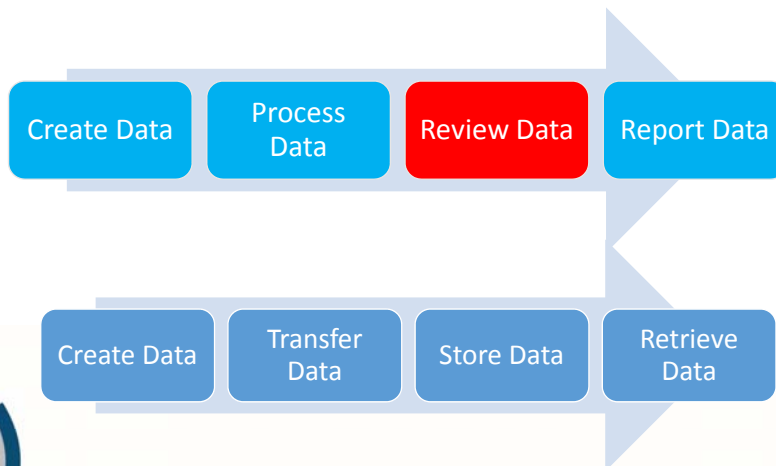 Create Data
Process
Data
Review Data
Report Data
Create Data
Transfer
Data
Store Data
Retrieve
Data